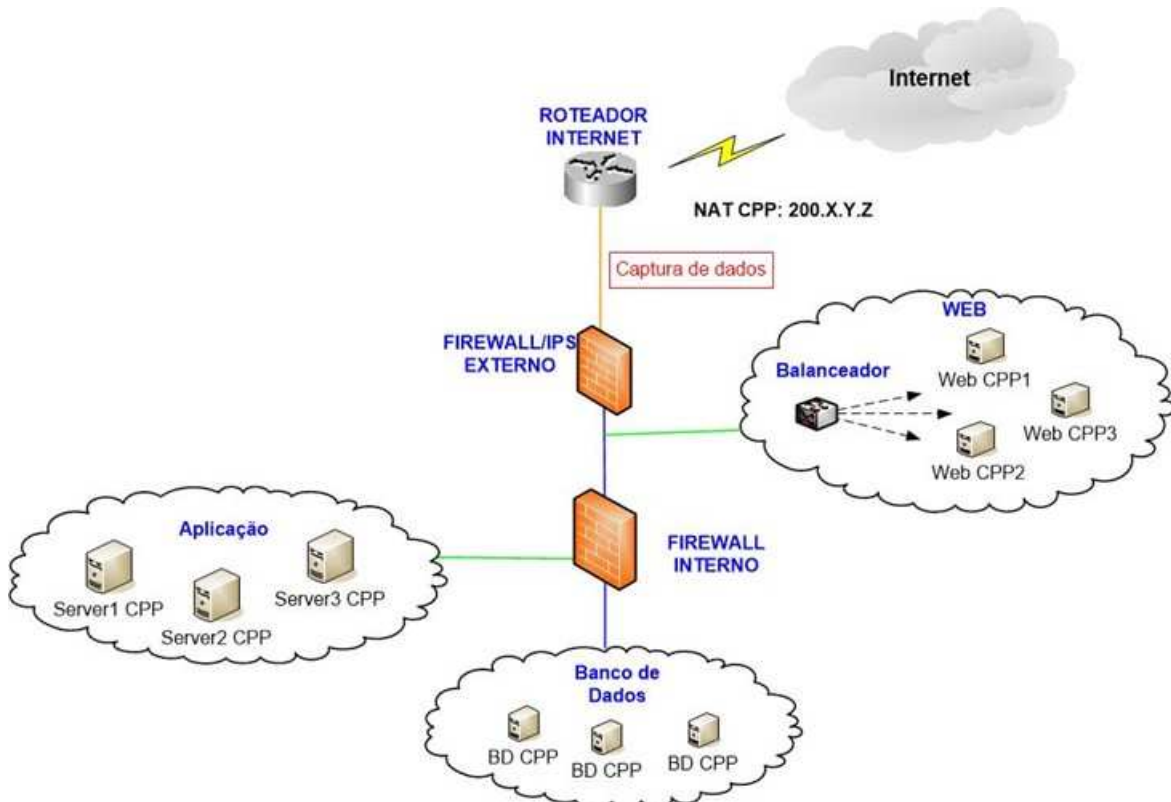 Internet
ROTEADOR
INTERNET
NAT CPP: 200.X.Y.Z
Captura de dados
FIREWALL/IPS
EXTERNO
WEB
Balanceador
Web CPP1
Web CPP3
Web CPP2
Aplicação
Server1 CPP
Server2 CPP
Server3 CPP
FIREWALL
INTERNO
Banco de
Dados
BD CPP
BD CPP
BD CPP